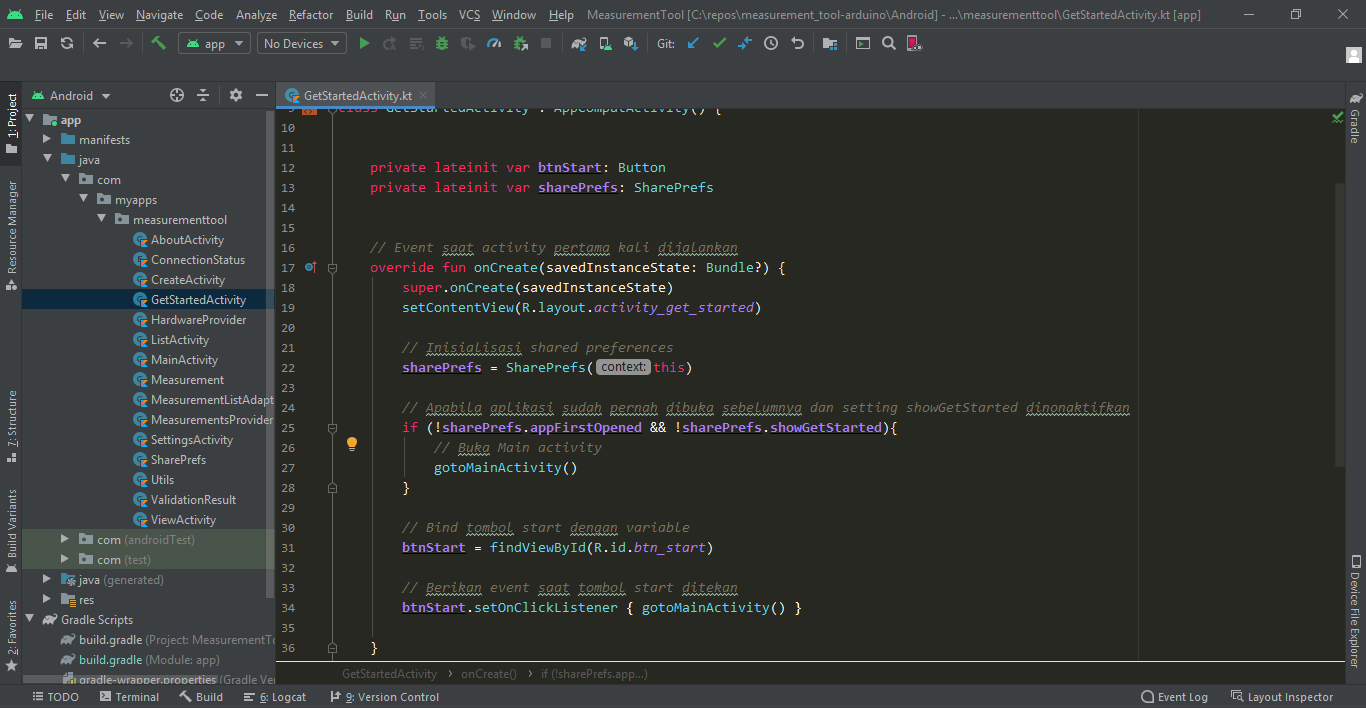 File Edit View Navigate Code Analyze Refactor Build Run Tools VCS Window Help MeasurementTool [C:\repos\measurement_tool-arduino\Android] - ...\measurementtool\GetStartedActivity.kt [app]
app No Devices Git:
1: Project
Resource Manager
7: Structure
Build Variants
2: Favorites
Android
app
manifests
java
com
myapps
measurementtool
AboutActivity
ConnectionStatus
CreateActivity
GetStartedActivity
HardwareProvider
ListActivity
MainActivity
Measurement
MeasurementListAdapt
MeasurementsProvider
SettingsActivity
SharePrefs
Utils
ValidationResult
ViewActivity
com (androidTest)
com (test)
java (generated)
res
Gradle Scripts
build.gradle (Project: MeasurementTo
build.gradle (Module: app)
gradle-wrapper.properties (Gradle Ver
GetStartedActivity.kt
9 class GetStartedActivity : AppCompatActivity() {
10
11
12 private lateinit var btnStart: Button
13 private lateinit var sharePrefs: SharePrefs
14
15
16 // Event saat activity pertama kali dijalankan
17 override fun onCreate(savedInstanceState: Bundle?) {
18 super.onCreate(savedInstanceState)
19 setContentView(R.layout.activity_get_started)
20
21 // Inisialisasi shared preferences
22 sharePrefs = SharePrefs( context: this)
23
24 // Apabila aplikasi sudah pernah dibuka sebelumnya dan setting showGetStarted dinonaktifkan
25 if (!sharePrefs.appFirstOpened && !sharePrefs.showGetStarted){
26 // Buka Main activity
27 gotoMainActivity()
28 }
29
30 // Bind tombol start dengan variable
31 btnStart = findViewById(R.id.btn_start)
32
33 // Berikan event saat tombol start ditekan
34 btnStart.setOnClickListener { gotoMainActivity() }
35
36 }
GetStartedActivity › onCreate() › if (!sharePrefs.app...)
Gradle
Device File Explorer
TODO Terminal Build 6: Logcat 9: Version Control Event Log Layout Inspector